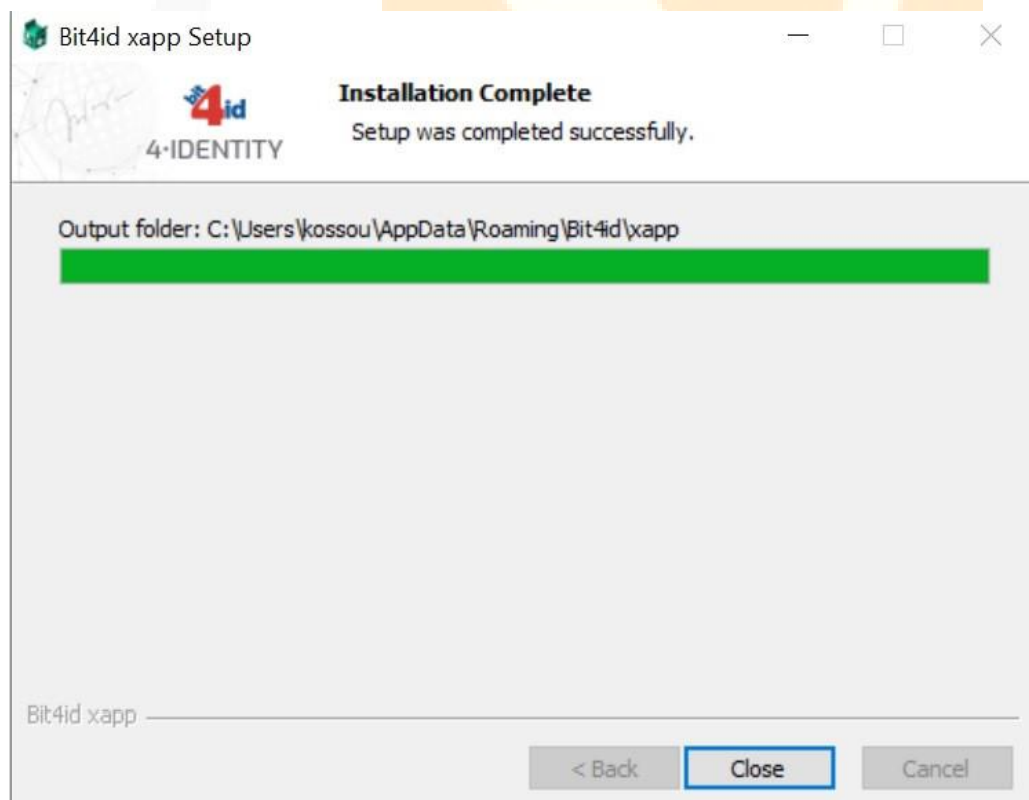 Bit4id xapp Setup
bit4id
4·IDENTITY
Installation Complete
Setup was completed successfully.
Output folder: C:\Users\kossou\AppData\Roaming\Bit4id\xapp
Bit4id xapp
< Back
Close
Cancel